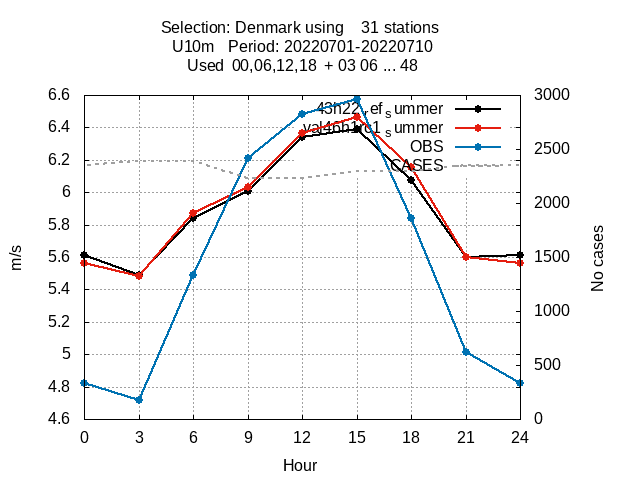 Selection: Denmark using    31 stations
U10m   Period: 20220701-20220710
Used  00,06,12,18  + 03 06 ... 48
6.6
6.4
6.2
6
5.8
5.6
5.4
5.2
5
4.8
4.6
3000
2500
2000
1500
1000
500
0
0 3 6 9 12 15 18 21 24
m/s
No cases
Hour
OBS
CASES